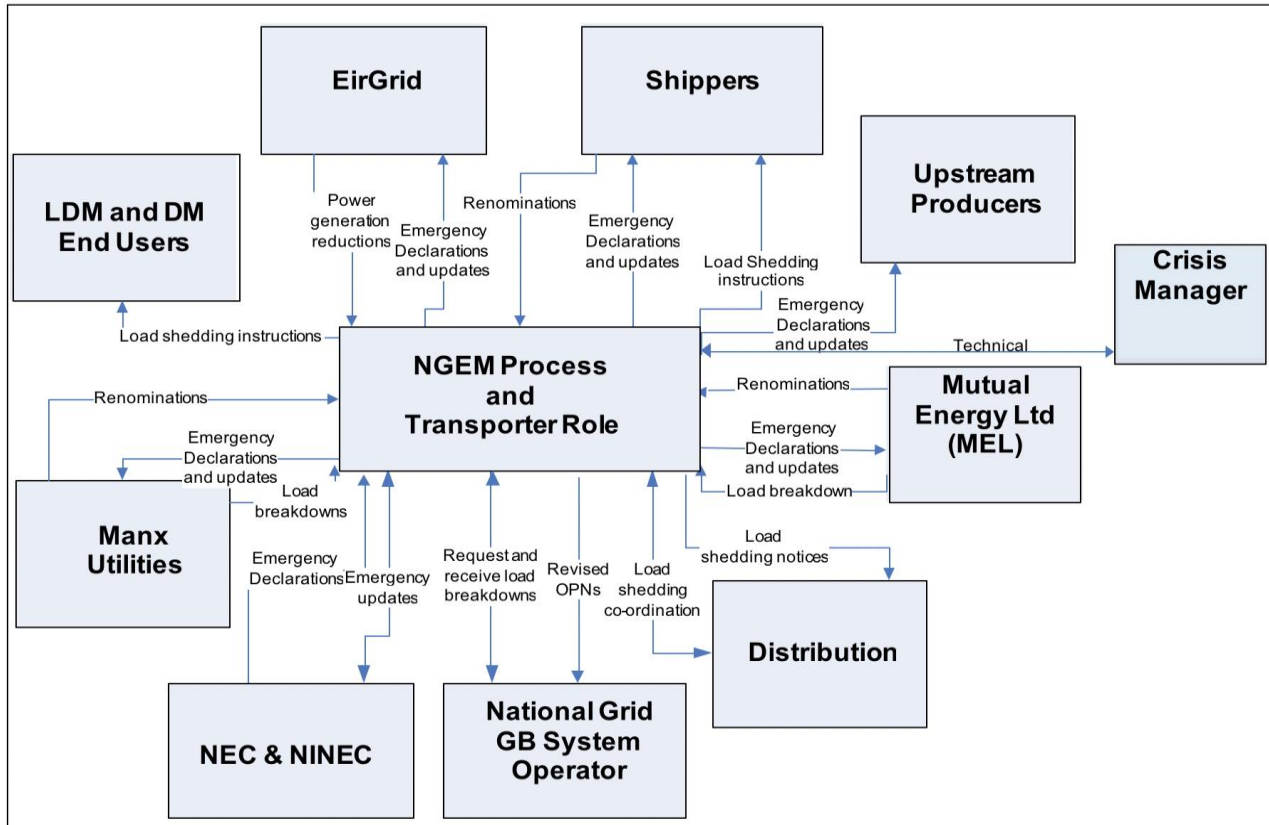 EirGrid
Shippers
Upstream
Producers
LDM and DM
End Users
Crisis
Manager
Power
generation
reductions
Emergency
Declarations
and updates
Renominations
Emergency
Declarations
and updates
Load Shedding
instructions
Emergency
Declarations
and updates
Technical
Load shedding instructions
NGEM Process
and
Transporter Role
Renominations
Mutual
Energy Ltd
(MEL)
Renominations
Emergency
Declarations
and updates
Load breakdown
Emergency
Declarations
and updates
Load
breakdowns
Manx
Utilities
Emergency
Declarations
Emergency
updates
Request and
receive load
breakdowns
Revised
OPNs
Load
shedding
co-ordination
Load
shedding notices
Distribution
NEC & NINEC
National Grid
GB System
Operator